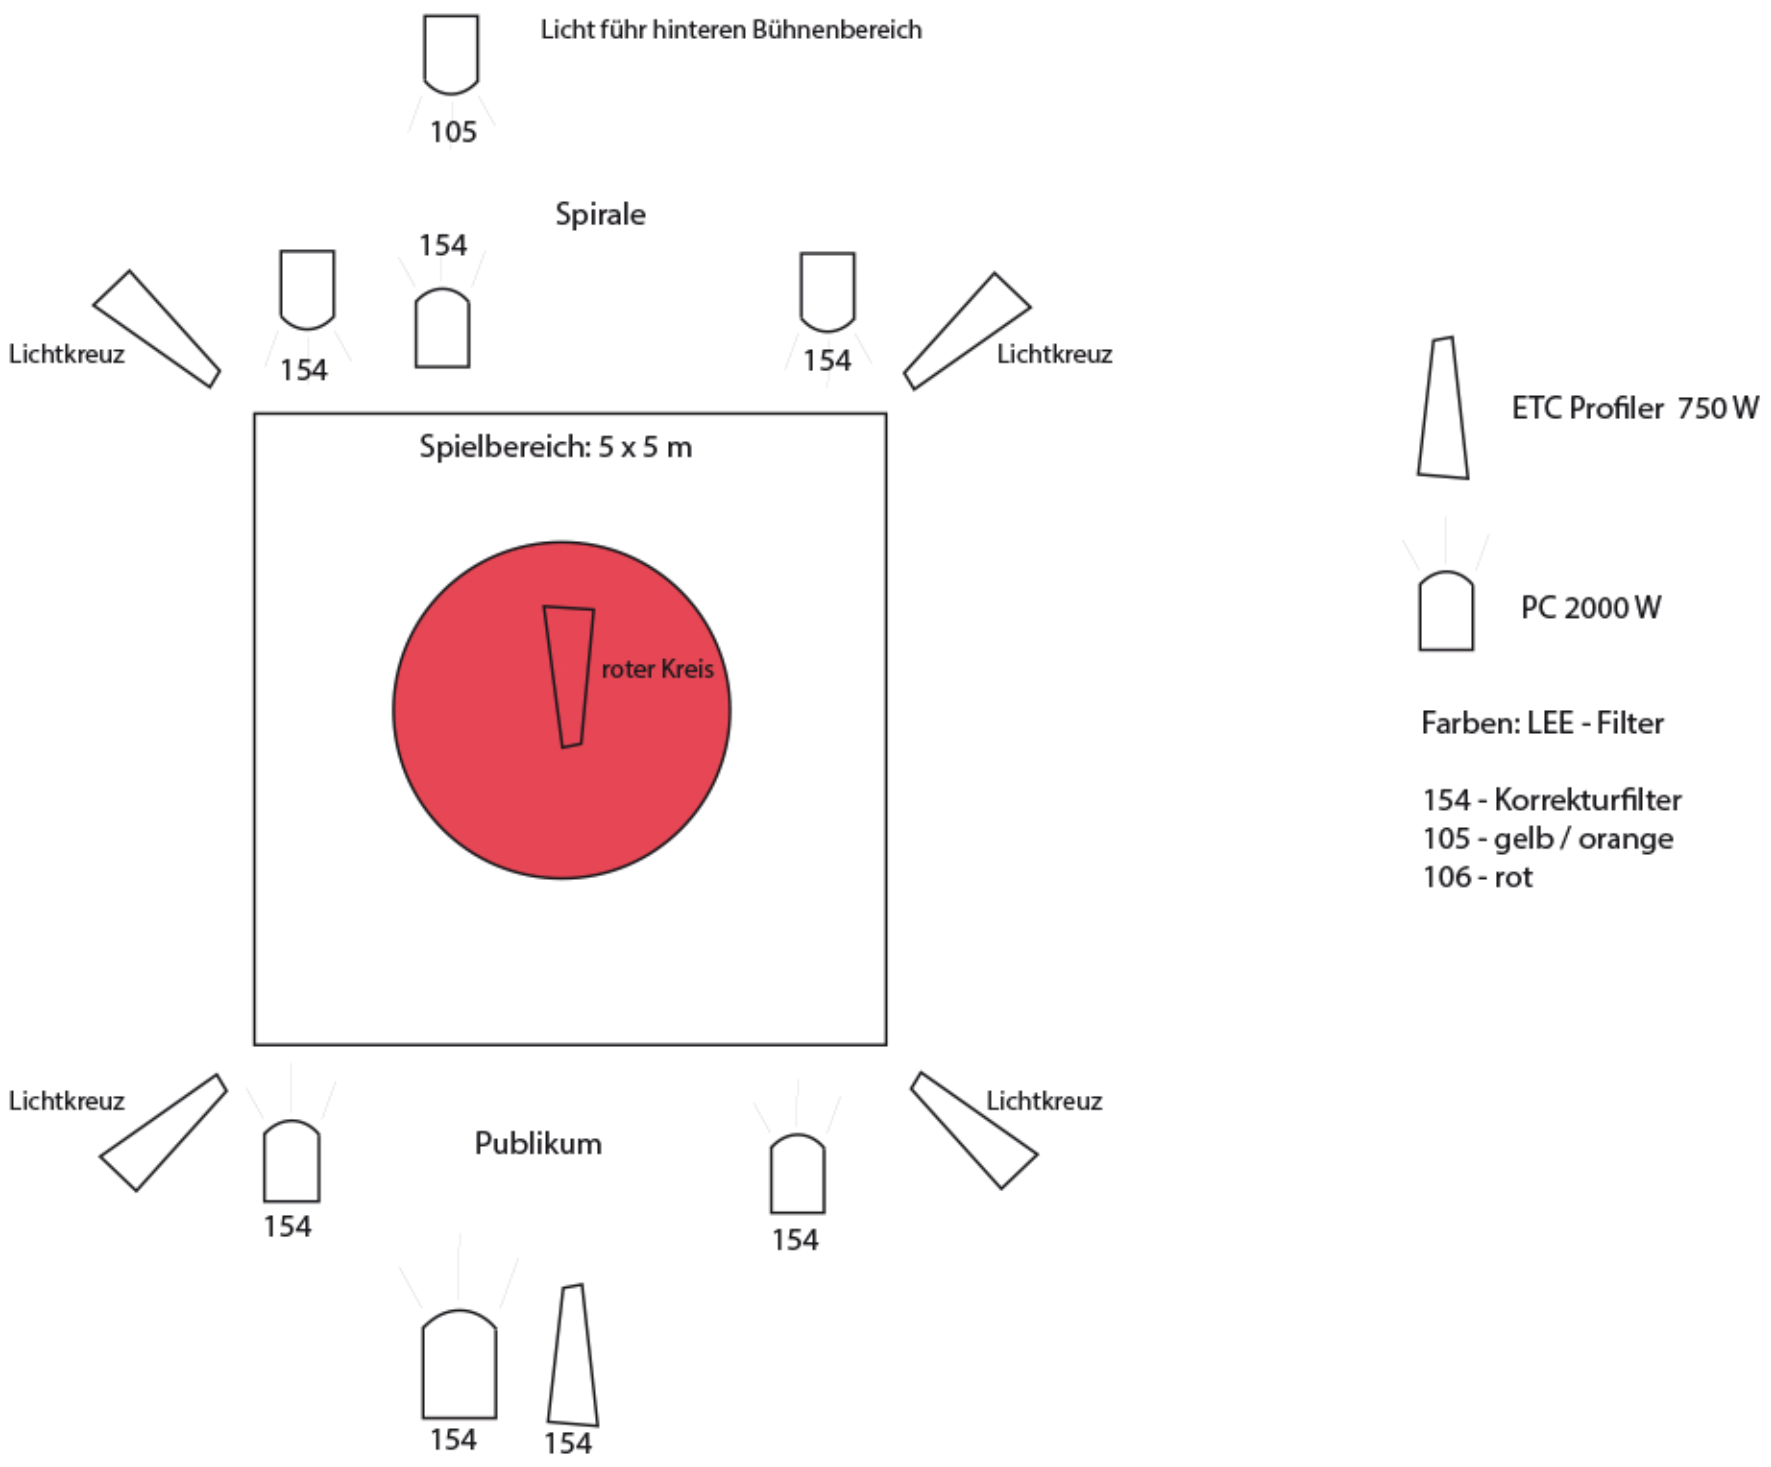 Licht führ hinteren Bühnenbereich
105
Spirale
154
Lichtkreuz
154
154
Lichtkreuz
Spielbereich: 5 x 5 m
roter Kreis
Lichtkreuz
154
Publikum
154
Lichtkreuz
154
154
ETC Profiler 750 W
PC 2000 W
Farben: LEE - Filter
154 - Korrekturfilter
105 - gelb / orange
106 - rot